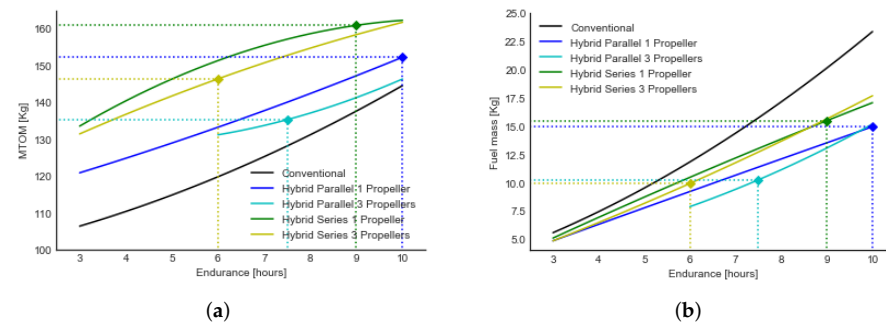 160
150
140
130
120
110
100
MTOM [Kg]
3 4 5 6 7 8 9 10
Endurance [hours]
Conventional
Hybrid Parallel 1 Propeller
Hybrid Parallel 3 Propellers
Hybrid Series 1 Propeller
Hybrid Series 3 Propellers
(a)
25.0
22.5
20.0
17.5
15.0
12.5
10.0
7.5
5.0
Fuel mass [Kg]
Conventional
Hybrid Parallel 1 Propeller
Hybrid Parallel 3 Propellers
Hybrid Series 1 Propeller
Hybrid Series 3 Propellers
3 4 5 6 7 8 9 10
Endurance [hours]
(b)